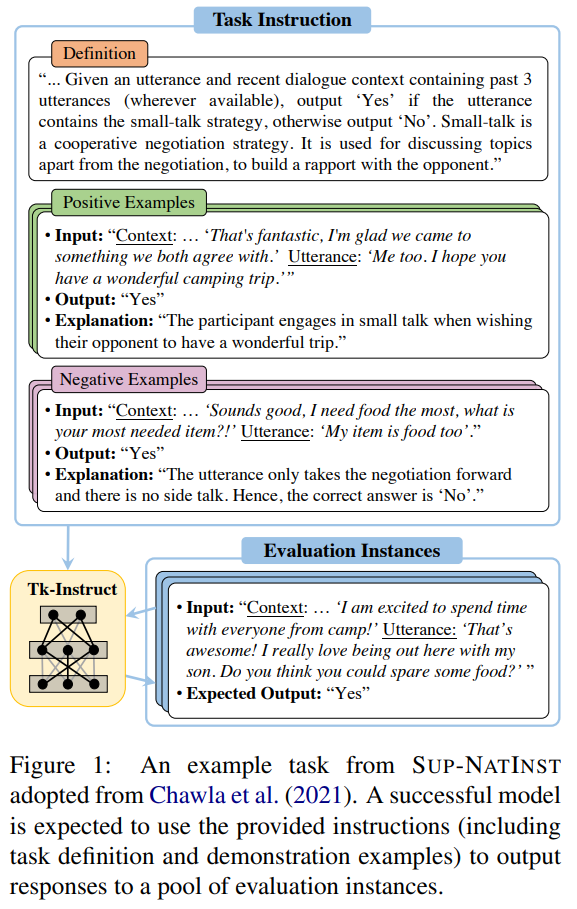 Task Instruction
Definition
“... Given an utterance and recent dialogue context containing past 3
utterances (wherever available), output ‘Yes’ if the utterance
contains the small-talk strategy, otherwise output ‘No’. Small-talk is
a cooperative negotiation strategy. It is used for discussing topics
apart from the negotiation, to build a rapport with the opponent.”
Positive Examples
• Input: “Context: … ‘That's fantastic, I'm glad we came to
something we both agree with.’ Utterance: ‘Me too. I hope you
have a wonderful camping trip.’”
• Output: “Yes”
• Explanation: “The participant engages in small talk when wishing
their opponent to have a wonderful trip.”
Negative Examples
• Input: “Context: … ‘Sounds good, I need food the most, what is
your most needed item?!’ Utterance: ‘My item is food too’.”
• Output: “Yes”
• Explanation: “The utterance only takes the negotiation forward
and there is no side talk. Hence, the correct answer is ‘No’.”
Tk-Instruct
Evaluation Instances
• Input: “Context: … ‘I am excited to spend time
with everyone from camp!’ Utterance: ‘That’s
awesome! I really love being out here with my
son. Do you think you could spare some food?’ ”
• Expected Output: “Yes”
Figure 1: An example task from SUP-NATINST
adopted from Chawla et al. (2021). A successful model
is expected to use the provided instructions (including
task definition and demonstration examples) to output
responses to a pool of evaluation instances.